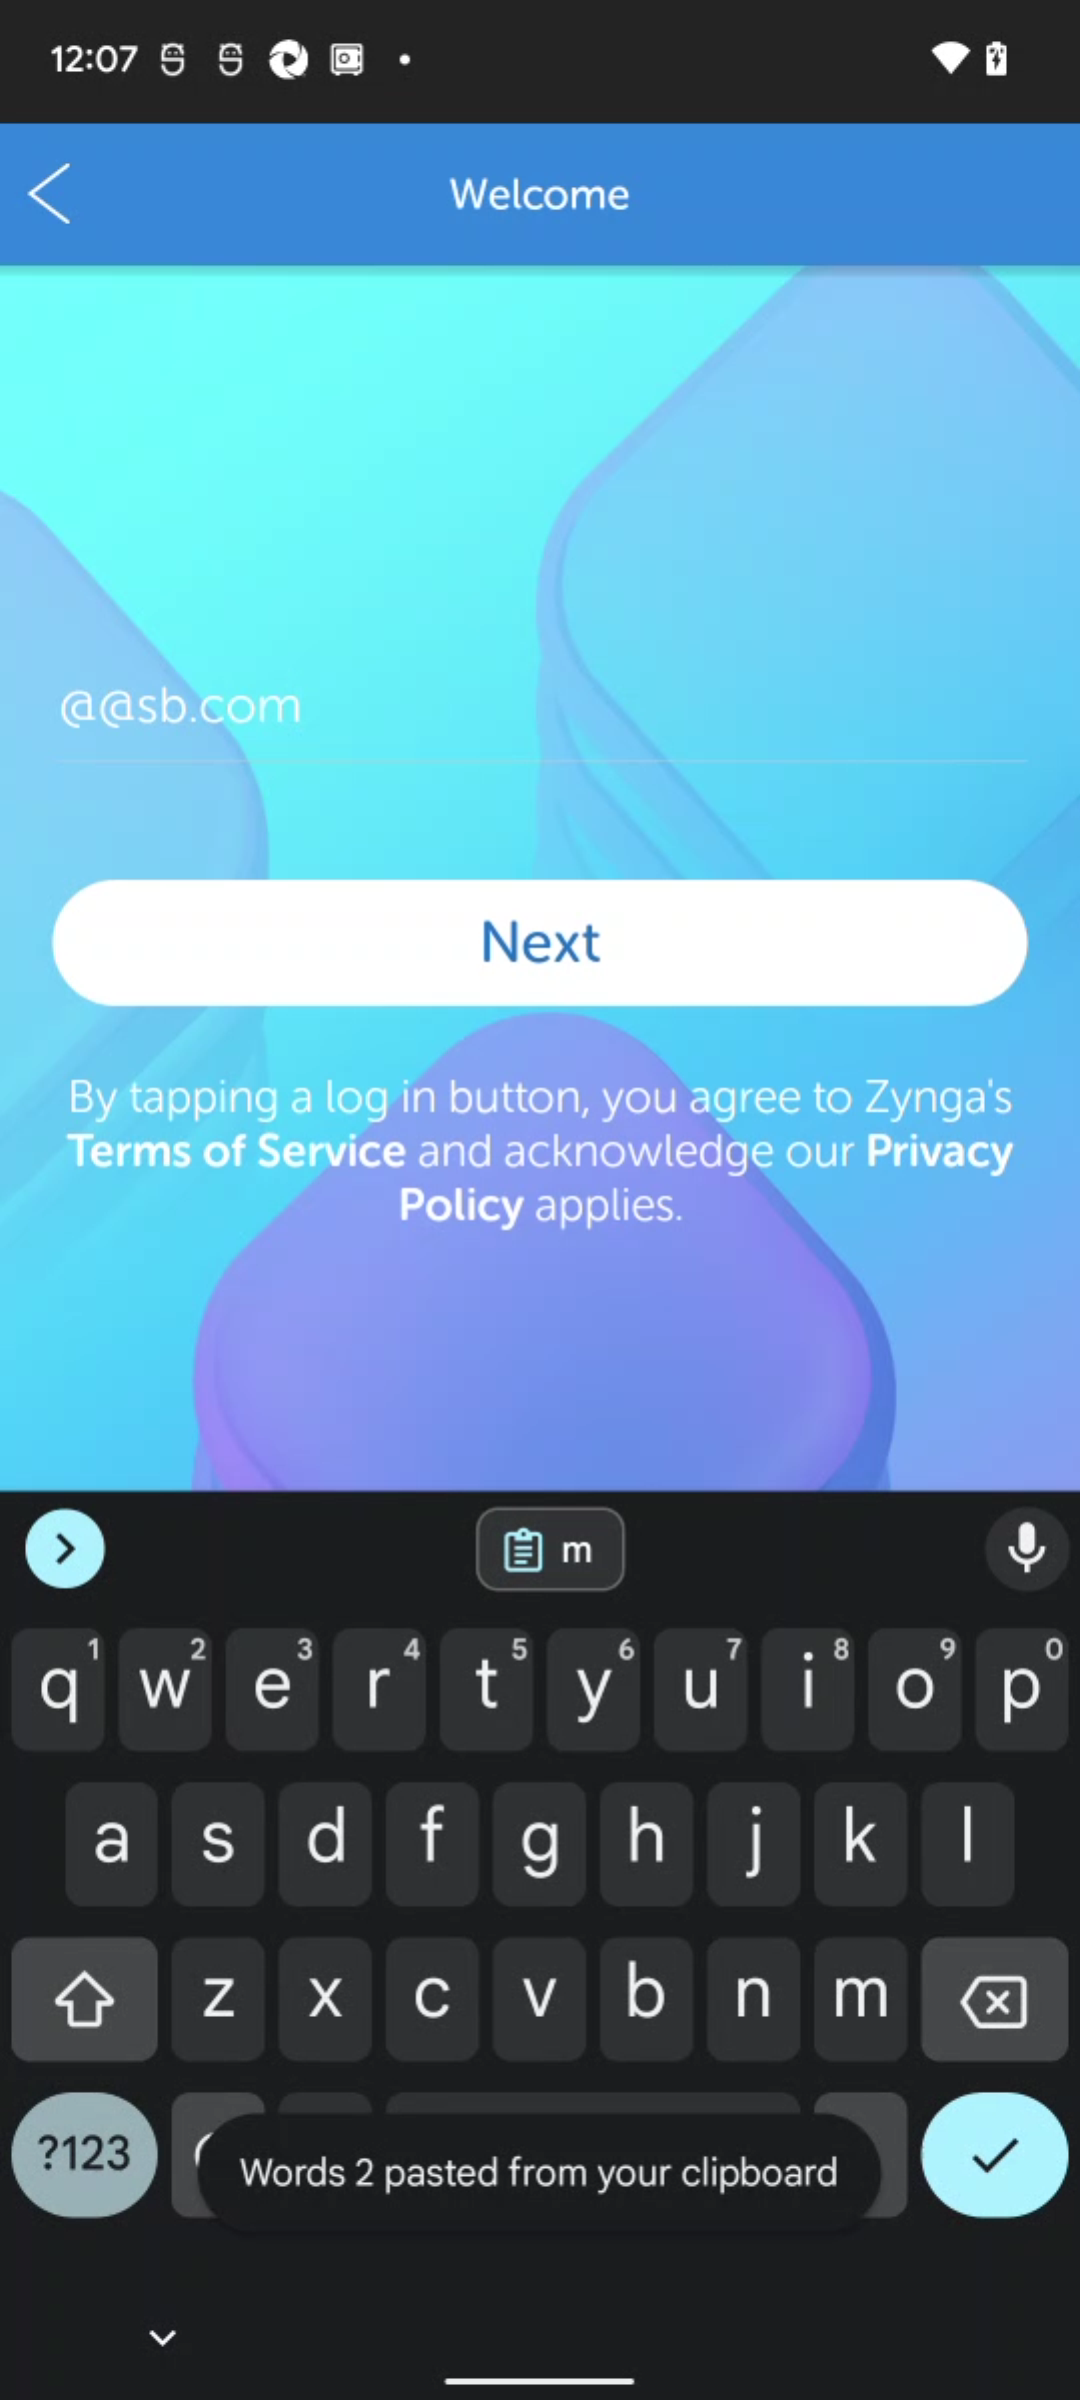 12:07
Welcome
@@sb.com
Next
By tapping a log in button, you agree to Zynga's
Terms of Service and acknowledge our Privacy
Policy applies.
m
1 2 3 4 5 6 7 8 9 0
q w e r t y u i o p
a s d f g h j k l
z x c v b n m
?123
Words 2 pasted from your clipboard